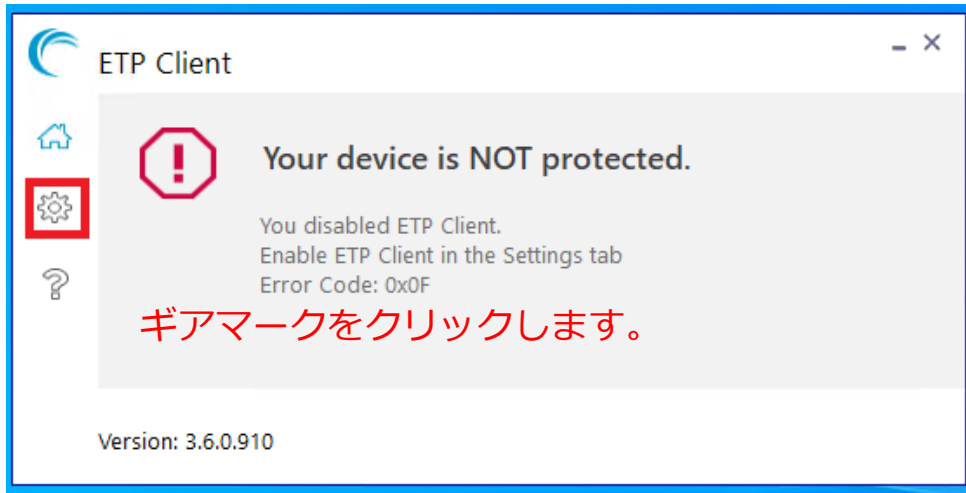 ETP Client
Your device is NOT protected.
You disabled ETP Client.
Enable ETP Client in the Settings tab
Error Code: 0x0F
ギアマークをクリックします。
Version: 3.6.0.910